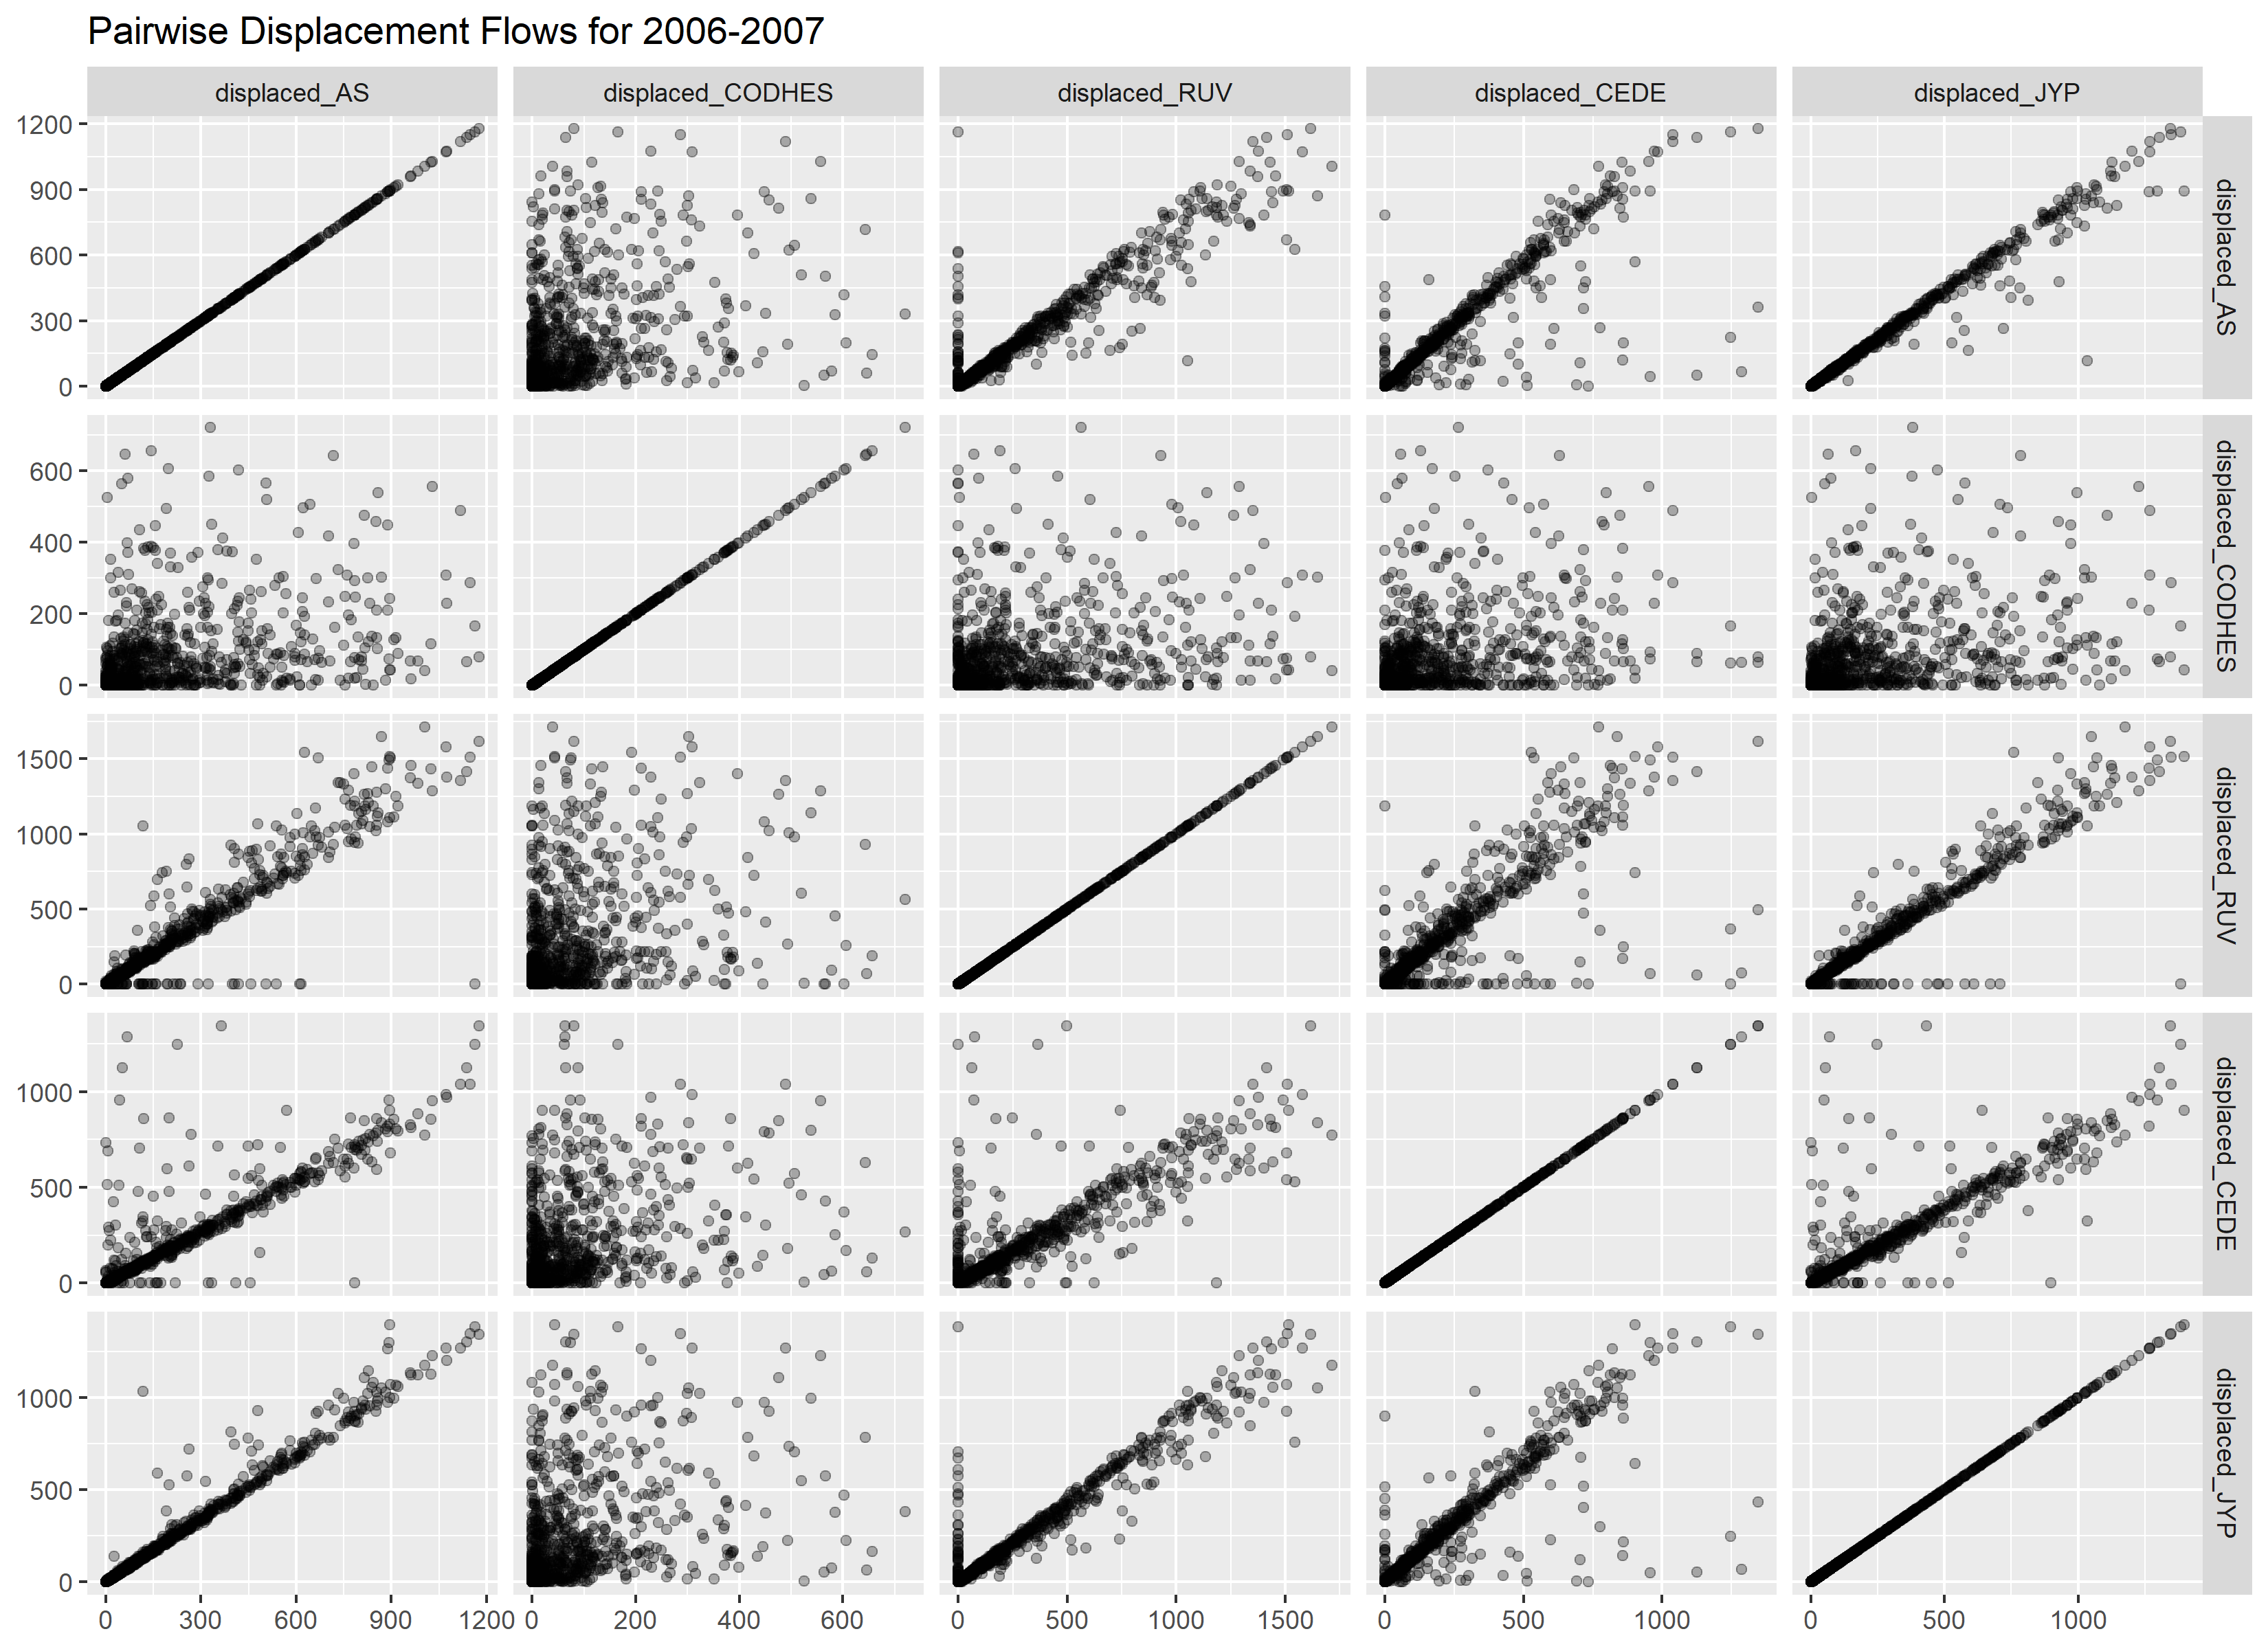 Pairwise Displacement Flows for 2006-2007
displaced_AS displaced_CODHES displaced_RUV displaced_CEDE displaced_JYP
1200
900
600
300
0
displaced_AS
600
400
200
0
displaced_CODHES
1500
1000
500
0
displaced_RUV
1000
500
0
displaced_CEDE
1000
500
0
displaced_JYP
0 300 600 900 1200 0 200 400 600 0 500 1000 1500 0 500 1000 0 500 1000